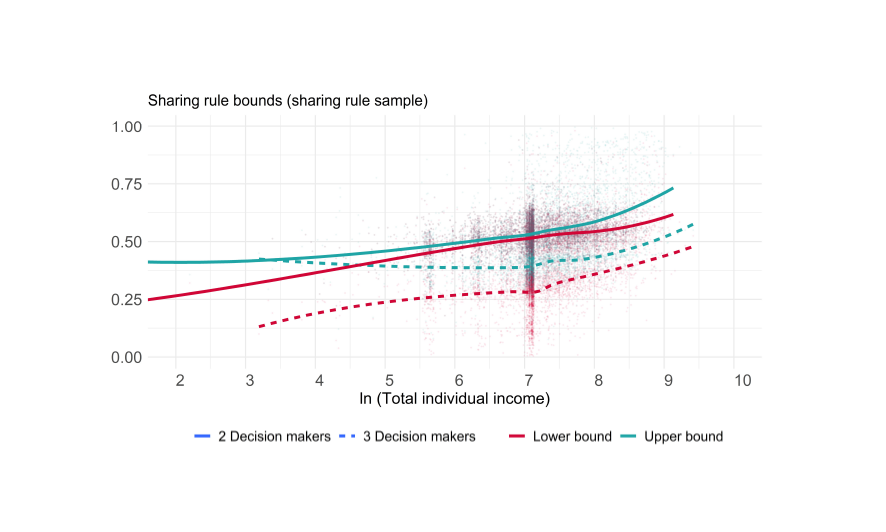 Sharing rule bounds (sharing rule sample)
1.00
0.75
0.50
0.25
0.00
2 3 4 5 6 7 8 9 10
ln (Total individual income)
2 Decision makers 3 Decision makers Lower bound Upper bound